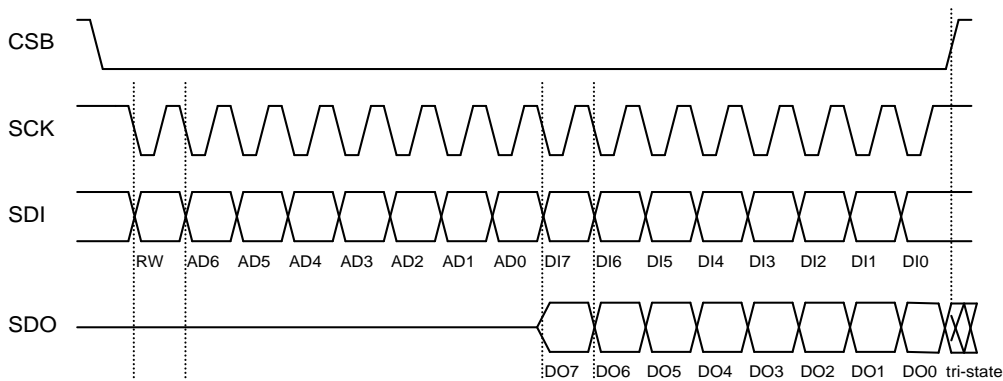 CSB
SCK
SDI
RW AD6 AD5 AD4 AD3 AD2 AD1 AD0 DI7 DI6 DI5 DI4 DI3 DI2 DI1 DI0
SDO
DO7 DO6 DO5 DO4 DO3 DO2 DO1 DO0 tri-state